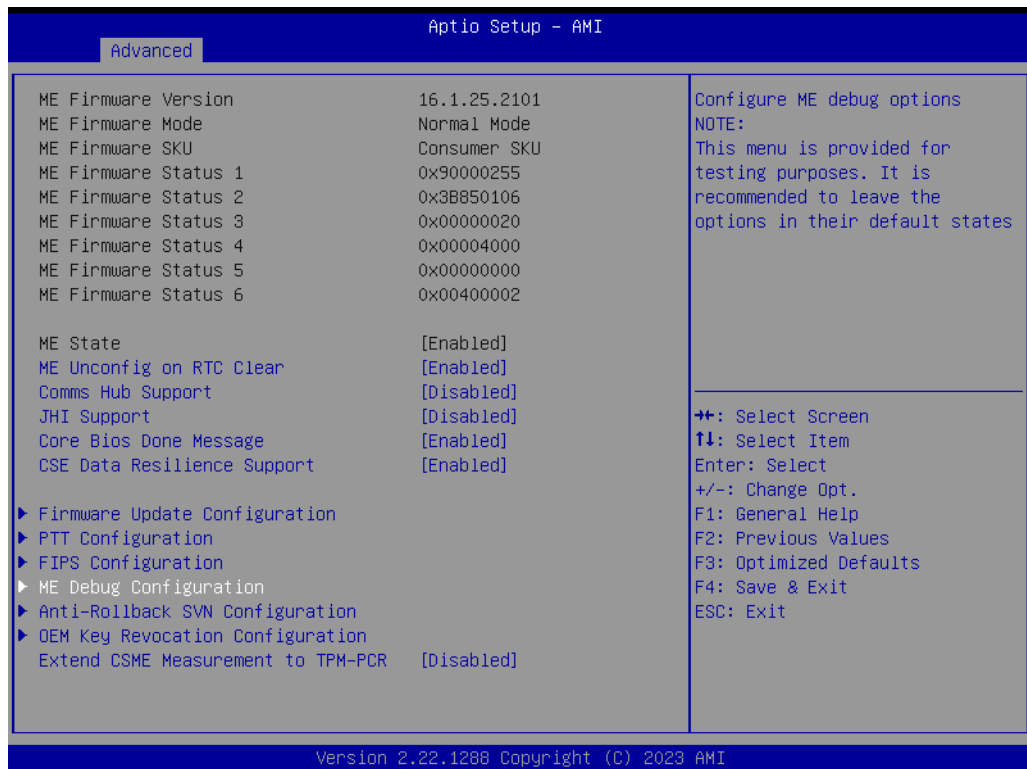 Aptio Setup – AMI
Advanced
ME Firmware Version 16.1.25.2101
ME Firmware Mode Normal Mode
ME Firmware SKU Consumer SKU
ME Firmware Status 1 0x90000255
ME Firmware Status 2 0x3B850106
ME Firmware Status 3 0x00000020
ME Firmware Status 4 0x00004000
ME Firmware Status 5 0x00000000
ME Firmware Status 6 0x00400002
ME State [Enabled]
ME Unconfig on RTC Clear [Enabled]
Comms Hub Support [Disabled]
JHI Support [Disabled]
Core Bios Done Message [Enabled]
CSE Data Resilience Support [Enabled]
Firmware Update Configuration
PTT Configuration
FIPS Configuration
ME Debug Configuration
Anti-Rollback SVN Configuration
OEM Key Revocation Configuration
Extend CSME Measurement to TPM-PCR [Disabled]
Configure ME debug options
NOTE:
This menu is provided for
testing purposes. It is
recommended to leave the
options in their default states
→←: Select Screen
↑↓: Select Item
Enter: Select
+/-: Change Opt.
F1: General Help
F2: Previous Values
F3: Optimized Defaults
F4: Save & Exit
ESC: Exit
Version 2.22.1288 Copyright (C) 2023 AMI